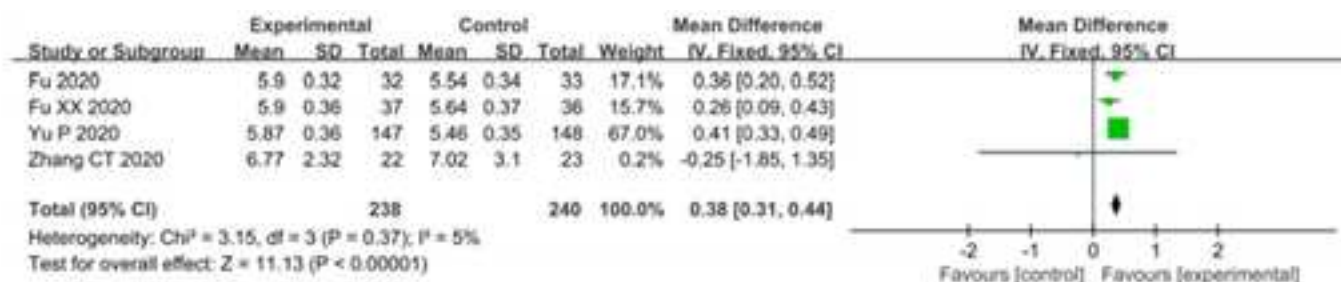 Experimental Control Mean Difference Mean Difference
Study or Subgroup Mean SD Total Mean SD Total Weight IV, Fixed, 95% CI IV, Fixed, 95% CI
Fu 2020 5.9 0.32 32 5.54 0.34 33 17.1% 0.36 [0.20, 0.52]
Fu XX 2020 5.9 0.36 37 5.64 0.37 36 15.7% 0.26 [0.09, 0.43]
Yu P 2020 5.87 0.36 147 5.46 0.35 148 67.0% 0.41 [0.33, 0.49]
Zhang CT 2020 6.77 2.32 22 7.02 3.1 23 0.2% -0.25 [-1.85, 1.35]
Total (95% CI) 238 240 100.0% 0.38 [0.31, 0.44]
Heterogeneity: Chi² = 3.15, df = 3 (P = 0.37); I² = 5%
Test for overall effect: Z = 11.13 (P < 0.00001)
-2 -1 0 1 2
Favours [control] Favours [experimental]